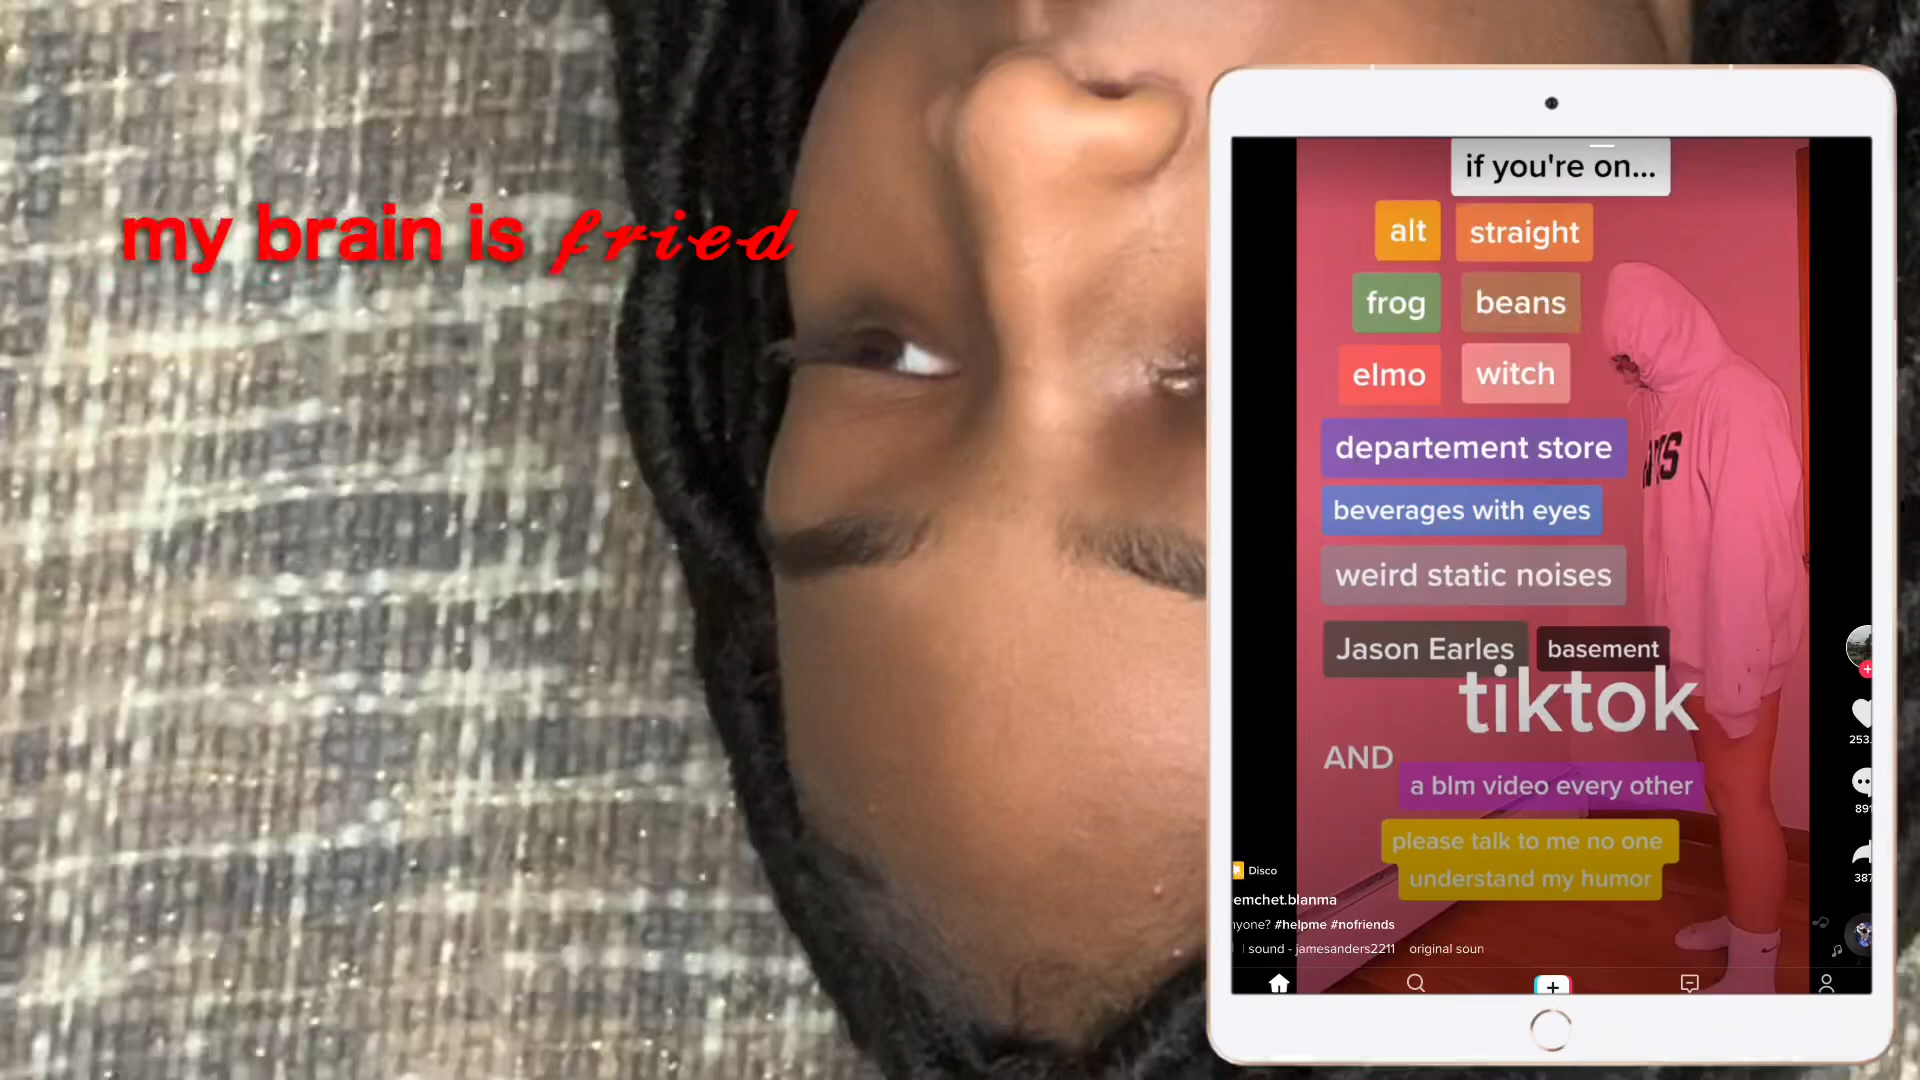 my brain is fried
if you're on...
alt straight
frog beans
elmo witch
departement store
beverages with eyes
weird static noises
Jason Earles basement
tiktok
AND
a blm video every other
please talk to me no one
understand my humor
Disco
emchet.blanma
nyone? #helpme #nofriends
l sound - jamesanders2211 original soun
253.
891
387